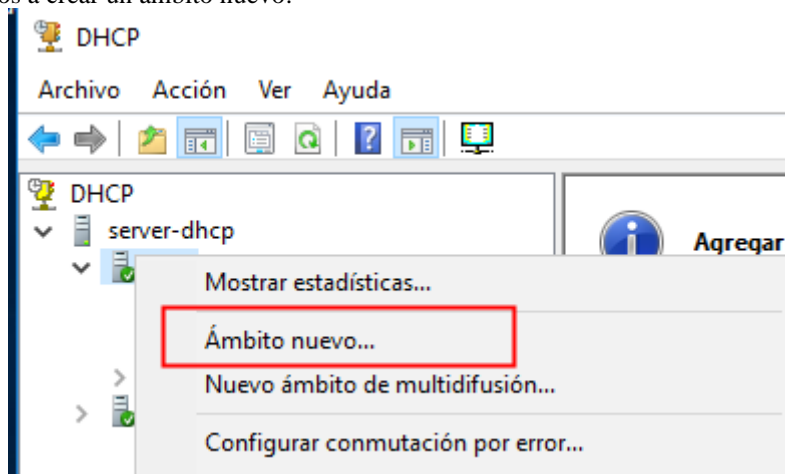 os a crear un ámbito nuevo.
DHCP
Archivo Acción Ver Ayuda
DHCP
server-dhcp
Agregar
Mostrar estadísticas...
Ámbito nuevo...
Nuevo ámbito de multidifusión...
Configurar conmutación por error...